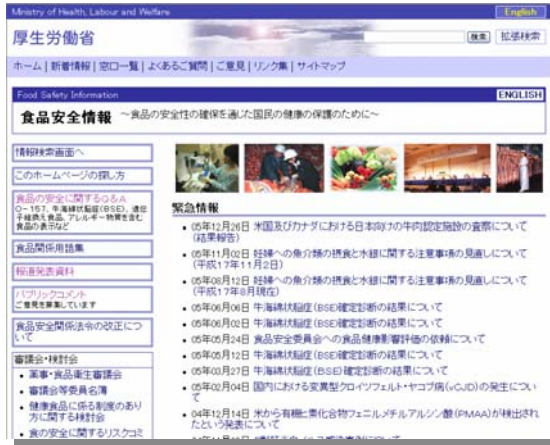 Ministry of Health, Labour and Welfare
English
厚生労働省
検索
拡張検索
ホーム | 新着情報 | 窓口一覧 | よくあるご質問 | ご意見 | リンク集 | サイトマップ
Food Safety Information
ENGLISH
食品安全情報 ～食品の安全性の確保を通じた国民の健康の保護のために～
情報検索画面へ
このホームページの探し方
食品の安全に関するQ&A
O-157、牛海綿状脳症(BSE)、遺伝
子組換え食品、アレルギー物質を含む
食品の表示など
食品関係用語集
報道発表資料
パブリックコメント
ご意見を募集しています
食品安全関係法令の改正につ
いて
審議会・検討会
・薬事・食品衛生審議会
・審議会等委員名簿
・健康食品に係る制度のあり
方に関する検討会
・食の安全に関するリスクコミ
緊急情報
・05年12月26日 米国及びカナダにおける日本向けの牛肉認定施設の査察について
(結果報告)
・05年11月02日 妊婦への魚介類の摂食と水銀に関する注意事項の見直しについて
(平成17年11月2日)
・05年08月12日 妊婦への魚介類の摂食と水銀に関する注意事項の見直しについて
(平成17年8月現在)
・05年06月06日 牛海綿状脳症(BSE)確定診断の結果について
・05年06月02日 牛海綿状脳症(BSE)確定診断の結果について
・05年05月24日 食品安全委員会への食品健康影響評価の依頼について
・05年05月12日 牛海綿状脳症(BSE)確定診断の結果について
・05年03月27日 牛海綿状脳症(BSE)確定診断の結果について
・05年02月04日 国内における変異型クロイツフェルト・ヤコブ病(vCJD)の発生につい
て
・04年12月14日 米から有機ヒ素化合物フェニルメチルアルシン酸(PMAA)が検出され
たという発表について